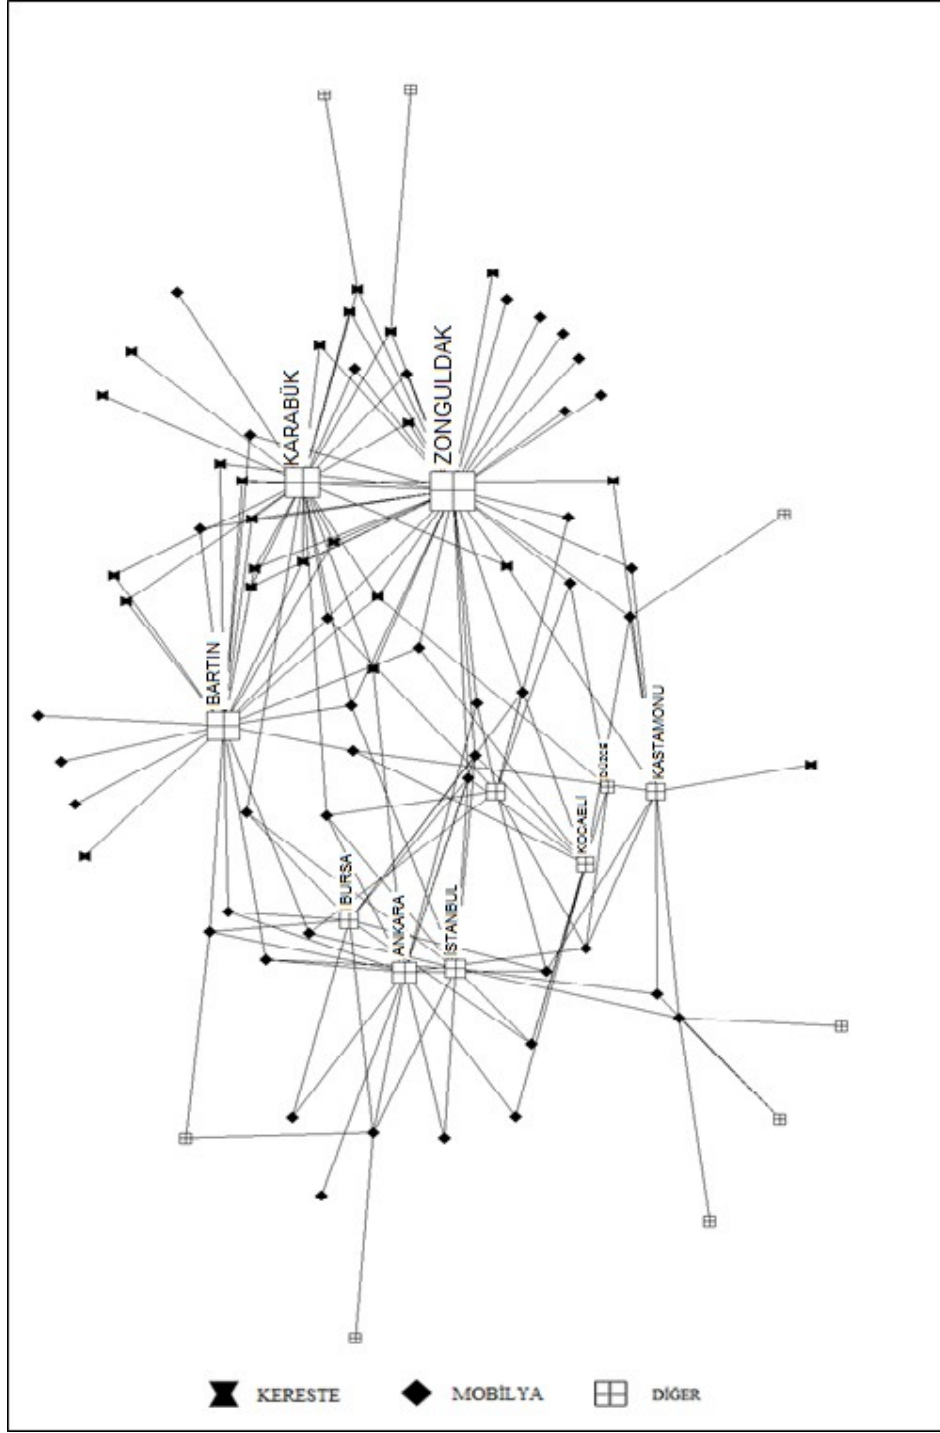 ZONGULDAK
KARABÜK
BARTIN
KASTAMONU
DÜZCE
KOCAELİ
BURSA
ANKARA
İSTANBUL
KERESTE
MOBİLYA
DİĞER